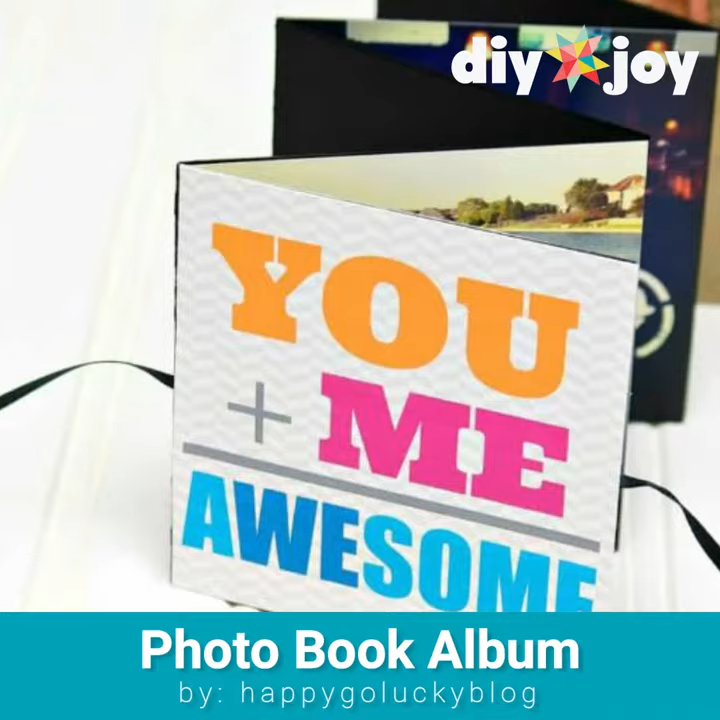 diy joy
YOU
+ ME
AWESOME
Photo Book Album
by: happygoluckyblog